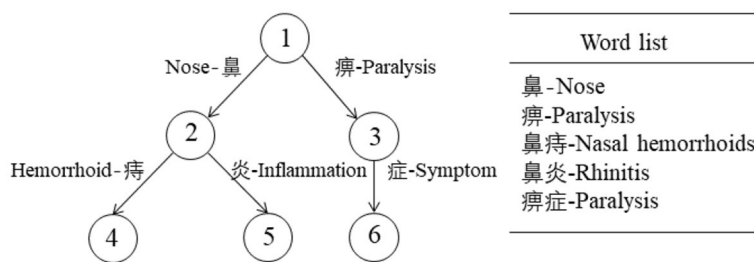 1
Nose-鼻
痹-Paralysis
2
3
Hemorrhoid-痔
炎-Inflammation
症-Symptom
4
5
6
Word list
鼻-Nose
痹-Paralysis
鼻痔-Nasal hemorrhoids
鼻炎-Rhinitis
痹症-Paralysis